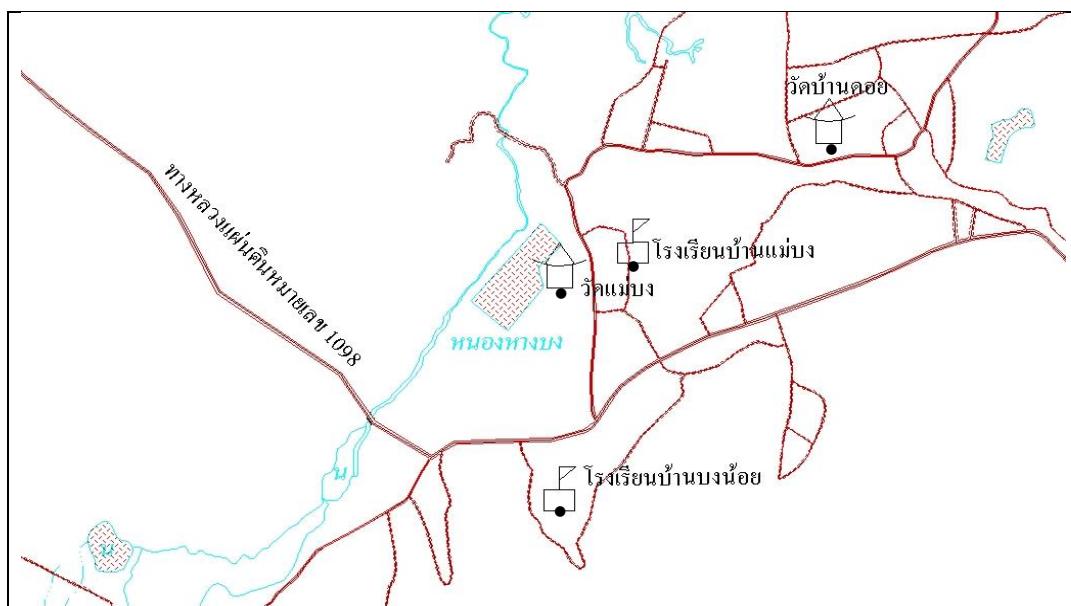 วัดบ้านดอย
ทางหลวงแผ่นดินหมายเลข 1098
โรงเรียนบ้านแม่บง
วัดแม่บง
หนองหางบง
น
โรงเรียนบ้านบงน้อย
น